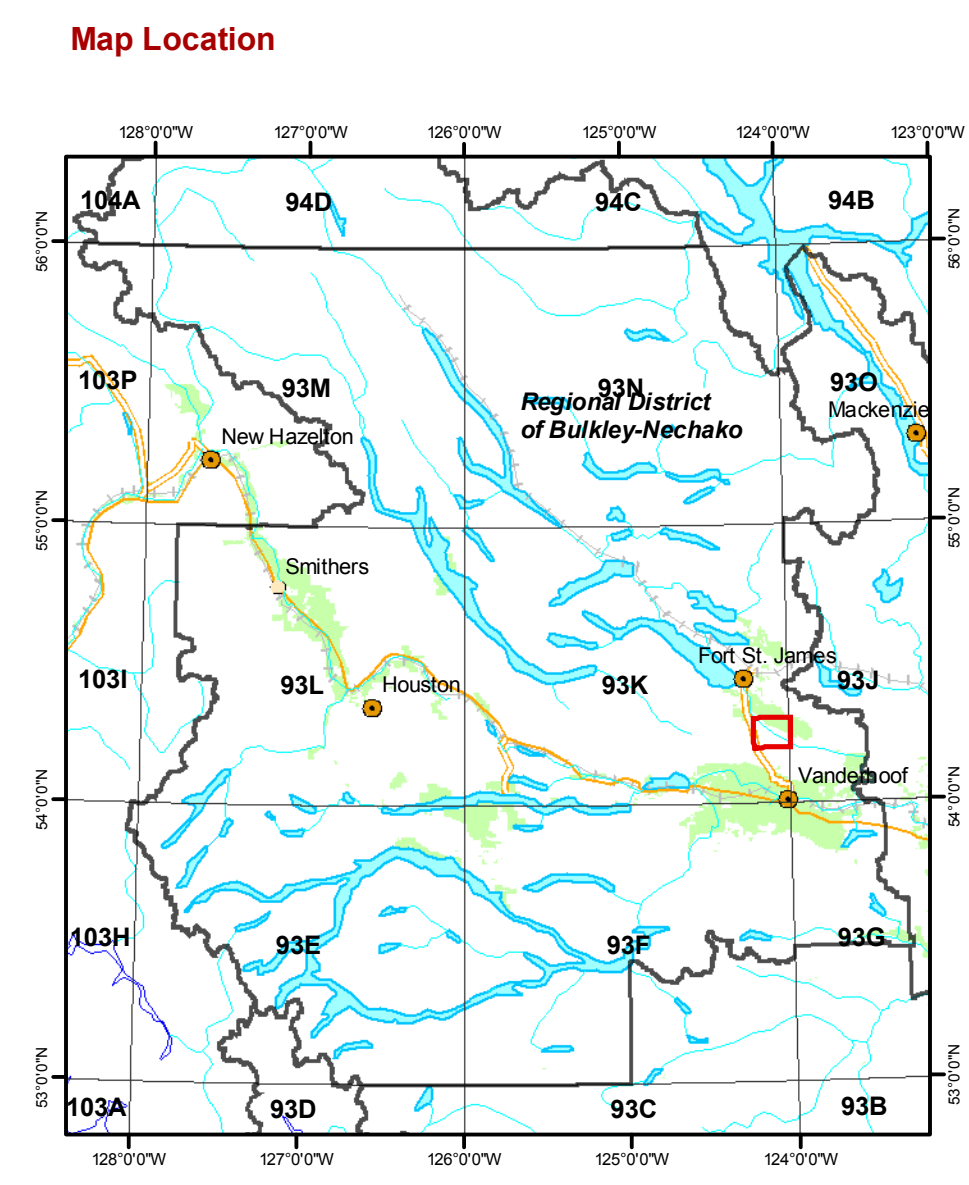 Map Location
128°0'0"W 127°0'0"W 126°0'0"W 125°0'0"W 124°0'0"W 123°0'0"W
104A 94D 94C 94B
56°0'0"N 56°0'0"N
103P 93M 93N 93O
Regional District
of Bulkley-Nechako
Mackenzie
New Hazelton
55°0'0"N 55°0'0"N
Smithers
Fort St. James
103I 93L Houston 93K 93J
Vanderhoof
54°0'0"N 54°0'0"N
103H 93E 93F 93G
53°0'0"N 53°0'0"N
103A 93D 93C 93B
128°0'0"W 127°0'0"W 126°0'0"W 125°0'0"W 124°0'0"W